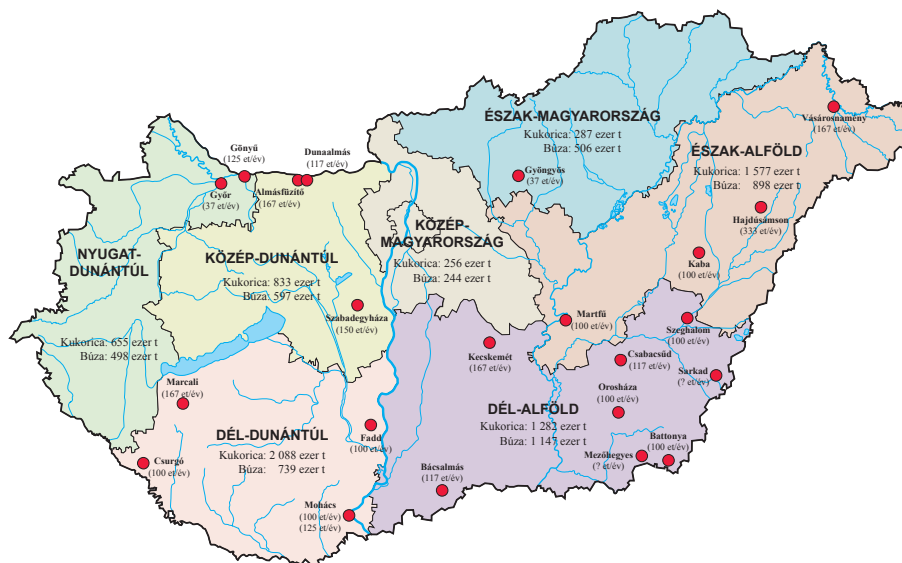 ÉSZAK-MAGYARORSZÁG
Kukorica: 287 ezer t
Búza: 506 ezer t
Vásárosnamény
(167 et/év)
Gönyű
(125 et/év)
Dunaalmás
(117 et/év)
ÉSZAK-ALFÖLD
Kukorica: 1 577 ezer t
Búza: 898 ezer t
Gyöngyös
(37 et/év)
Győr
(37 et/év)
Almásfüzítő
(167 et/év)
Hajdúsámson
(333 et/év)
KÖZÉP-
MAGYARORSZÁG
Kukorica: 256 ezer t
Búza: 244 ezer t
NYUGAT-
DUNÁNTÚL
KÖZÉP-DUNÁNTÚL
Kukorica: 833 ezer t
Búza: 597 ezer t
Kaba
(100 et/év)
Szabadegyháza
(150 et/év)
Martfű
(100 et/év)
Szeghalom
(100 et/év)
Kukorica: 655 ezer t
Búza: 498 ezer t
Kecskemét
(167 et/év)
Csabacsűd
(117 et/év)
Sarkad
(? et/év)
Marcali
(167 et/év)
Orosháza
(100 et/év)
DÉL-ALFÖLD
Kukorica: 1 282 ezer t
Búza: 1 147 ezer t
DÉL-DUNÁNTÚL
Kukorica: 2 088 ezer t
Búza: 739 ezer t
Fadd
(100 et/év)
Battonya
(100 et/év)
Mezőhegyes
(? et/év)
Csurgó
(100 et/év)
Bácsalmás
(117 et/év)
Mohács
(100 et/év)
(125 et/év)